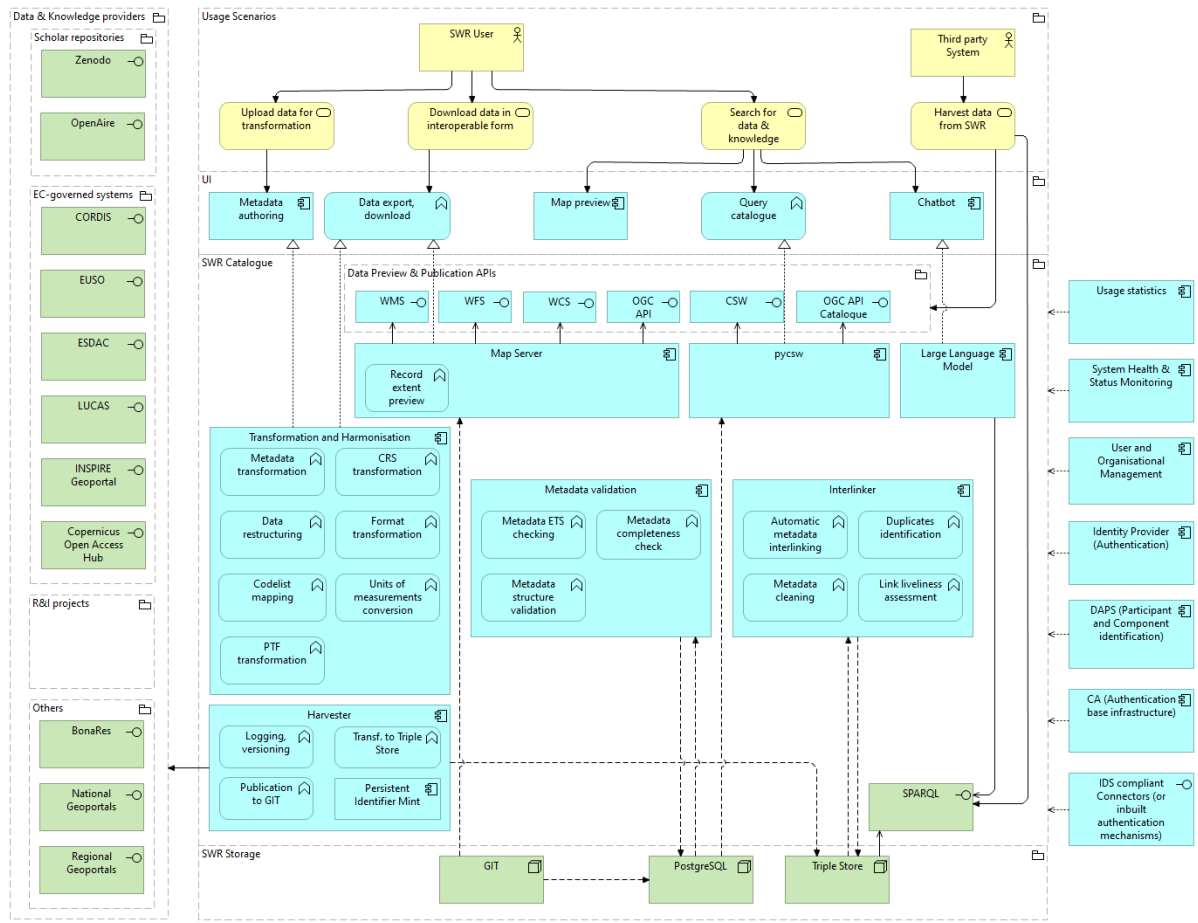 Data & Knowledge providers
Scholar repositories
Zenodo
OpenAire
EC-governed systems
CORDIS
EUSO
ESDAC
LUCAS
INSPIRE
Geoportal
Copernicus
Open Access
Hub
R&I projects
Others
BonaRes
National
Geoportals
Regional
Geoportals
Usage Scenarios
SWR User
Third party
System
Upload data for
transformation
Download data in
interoperable form
Search for
data &
knowledge
Harvest data
from SWR
UI
Metadata
authoring
Data export,
download
Map preview
Query
catalogue
Chatbot
SWR Catalogue
Data Preview & Publication APIs
WMS
WFS
WCS
OGC
API
CSW
OGC API
Catalogue
Map Server
Record
extent
preview
pycsw
Large Language
Model
Transformation and Harmonisation
Metadata
transformation
CRS
transformation
Data
restructuring
Format
transformation
Codelist
mapping
Units of
measurements
conversion
PTF
transformation
Metadata validation
Metadata ETS
checking
Metadata
completeness
check
Metadata
structure
validation
Interlinker
Automatic
metadata
interlinking
Duplicates
identification
Metadata
cleaning
Link liveliness
assessment
Harvester
Logging,
versioning
Transf. to Triple
Store
Publication
to GIT
Persistent
Identifier Mint
SPARQL
SWR Storage
GIT
PostgreSQL
Triple Store
Usage statistics
System Health &
Status Monitoring
User and
Organisational
Management
Identity Provider
(Authentication)
DAPS (Participant
and Component
identification)
CA (Authentication
base infrastructure)
IDS compliant
Connectors (or
inbuilt
authentication
mechanisms)